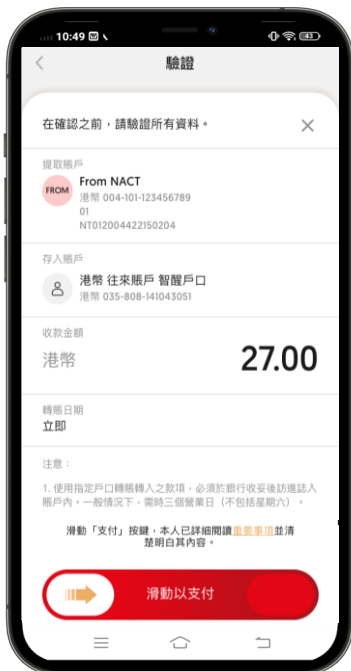 10:49
43
驗證
在確認之前，請驗證所有資料。
提取賬戶
FROM
From NACT
港幣 004-101-123456789
01
NT012004422150204
存入賬戶
港幣 往來賬戶 智醒戶口
港幣 035-808-141043051
收款金額
港幣
27.00
轉賬日期
立即
注意：
1. 使用指定戶口轉賬轉入之款項，必須於銀行收妥後訪進誌入
賬戶內。一般情況下，需時三個營業日（不包括星期六）。
滑動「支付」按鍵，本人已詳細閱讀重要事項並清
楚明白其內容。
滑動以支付